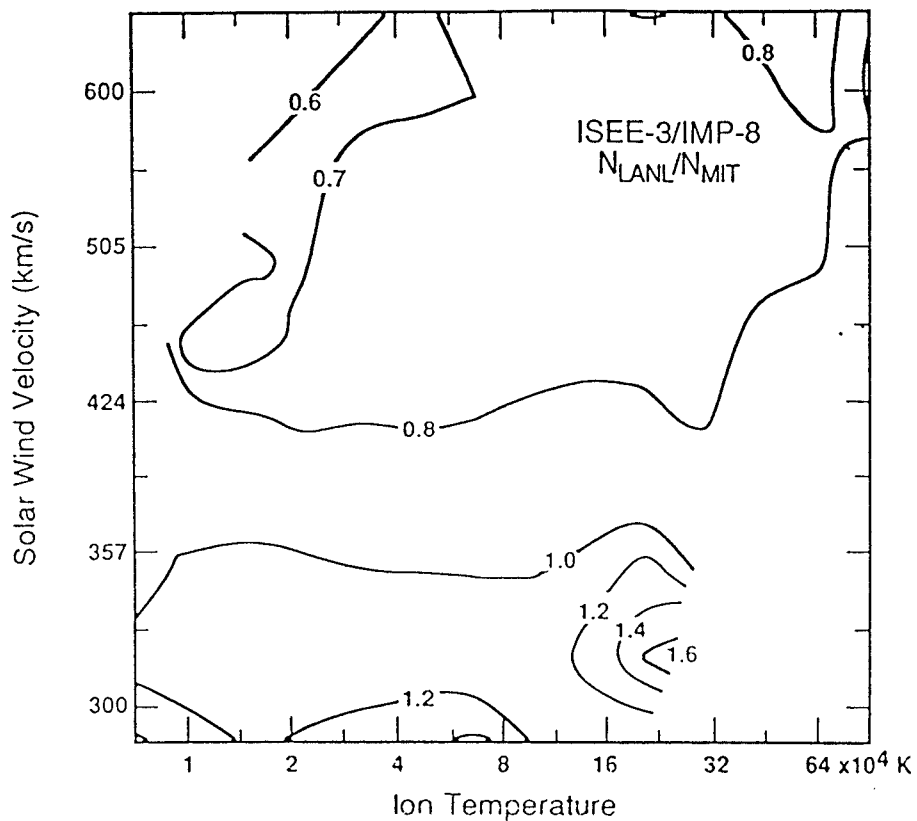 0.8
600
0.6
ISEE-3/IMP-8
N_LANL/N_MIT
0.7
Solar Wind Velocity (km/s)
505
424
0.8
357
1.0
1.2
1.4
1.6
300
1.2
1 2 4 8 16 32 64 x10⁴ K
Ion Temperature